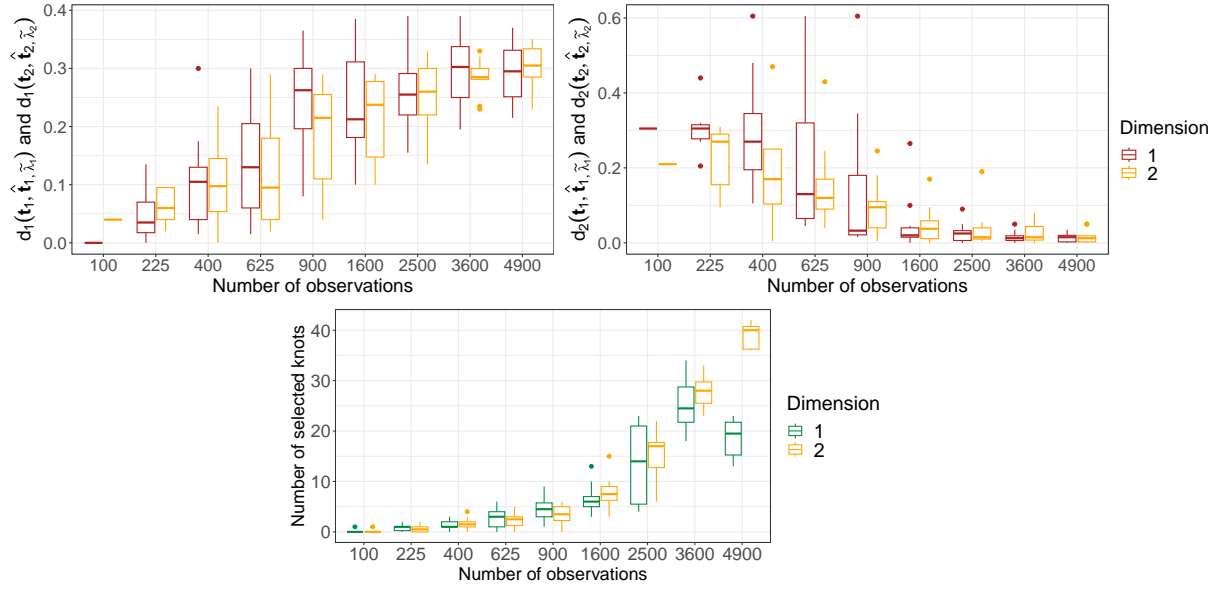 d₁(t₁, t̂₁,λ̃₁) and d₁(t₂, t̂₂,λ̃₂)
0.4
0.3
0.2
0.1
0.0
100 225 400 625 900 1600 2500 3600 4900
Number of observations
d₂(t₁, t̂₁,λ̃₁) and d₂(t₂, t̂₂,λ̃₂)
0.6
0.4
0.2
0.0
100 225 400 625 900 1600 2500 3600 4900
Number of observations
Dimension
1
2
Number of selected knots
40
30
20
10
0
100 225 400 625 900 1600 2500 3600 4900
Number of observations
Dimension
1
2